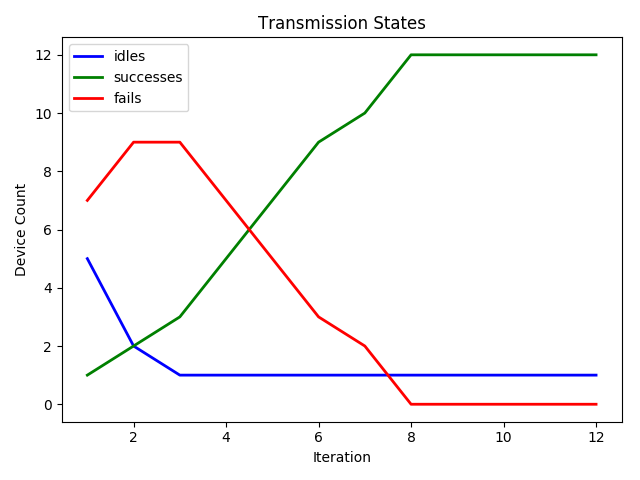 Transmission States
idles
successes
fails
Device Count
12
10
8
6
4
2
0
2 4 6 8 10 12
Iteration